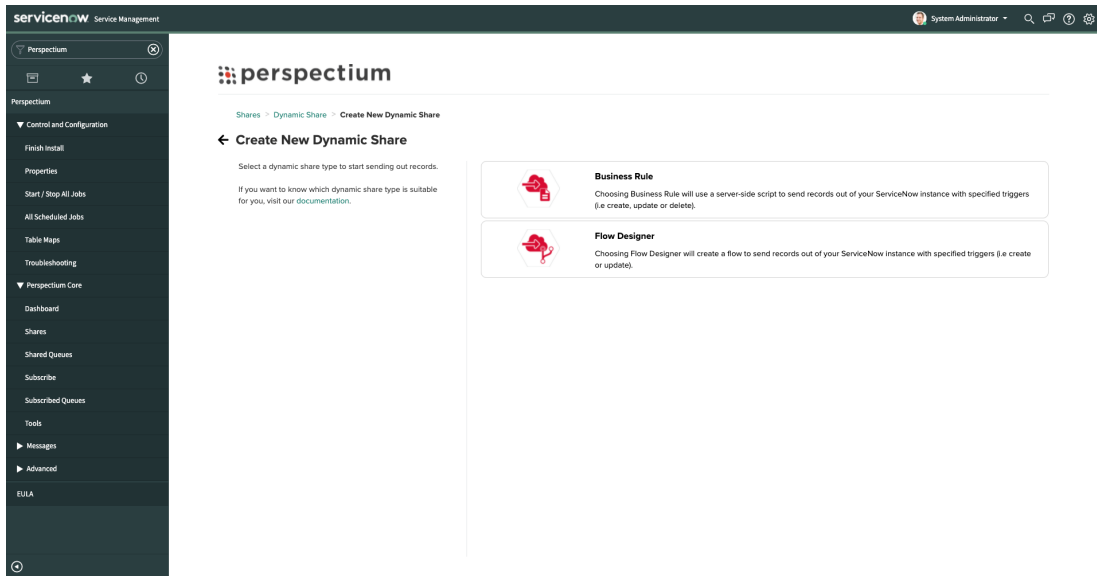 servicenow Service Management
System Administrator
Perspectium
Perspectium
Control and Configuration
Finish Install
Properties
Start / Stop All Jobs
All Scheduled Jobs
Table Maps
Troubleshooting
Perspectium Core
Dashboard
Shares
Shared Queues
Subscribe
Subscribed Queues
Tools
Messages
Advanced
EULA
perspectium
Shares > Dynamic Share > Create New Dynamic Share
Create New Dynamic Share
Select a dynamic share type to start sending out records.
If you want to know which dynamic share type is suitable
for you, visit our documentation.
Business Rule
Choosing Business Rule will use a server-side script to send records out of your ServiceNow instance with specified triggers
(i.e create, update or delete).
Flow Designer
Choosing Flow Designer will create a flow to send records out of your ServiceNow instance with specified triggers (i.e create
or update).